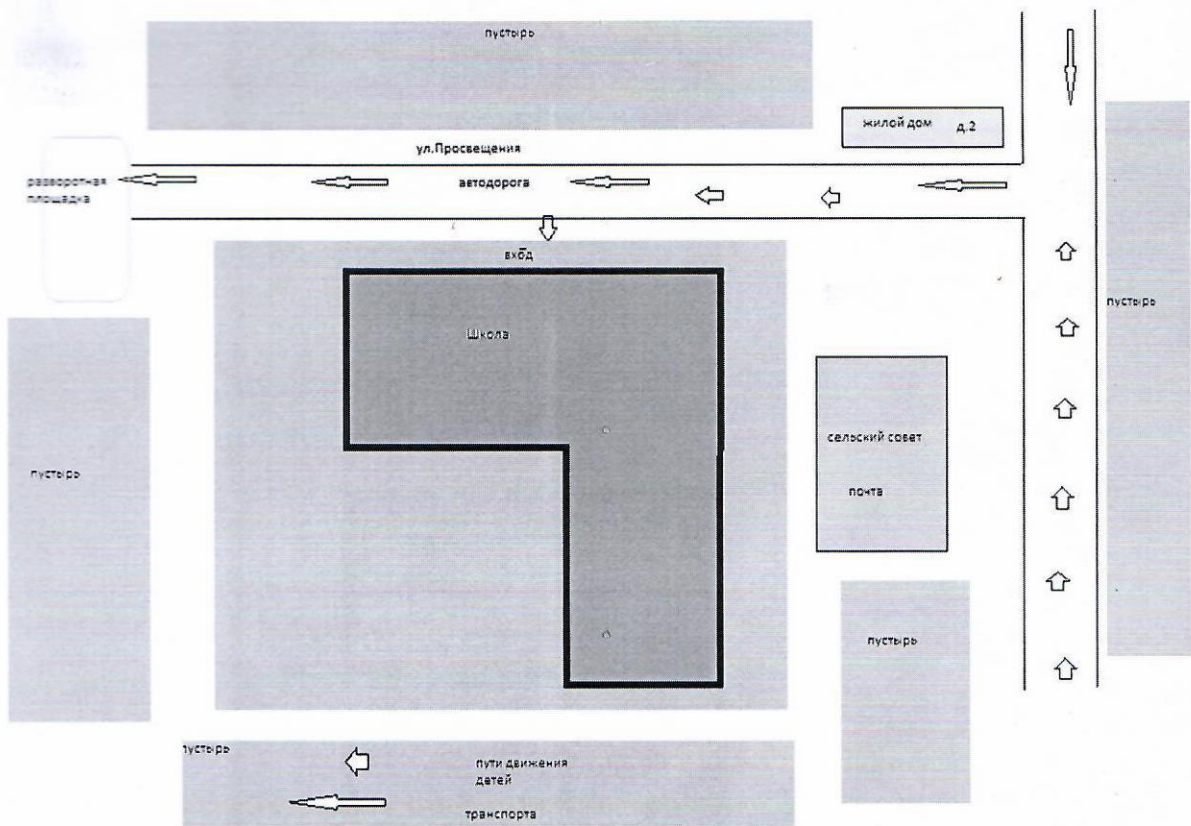 пустырь
жилой дом д.2
ул.Просвещения
автодорога
разворотная
площадка
вход
Школа
пустырь
сельский совет
почта
пустырь
пустырь
пустырь
пути движения
детей
транспорта